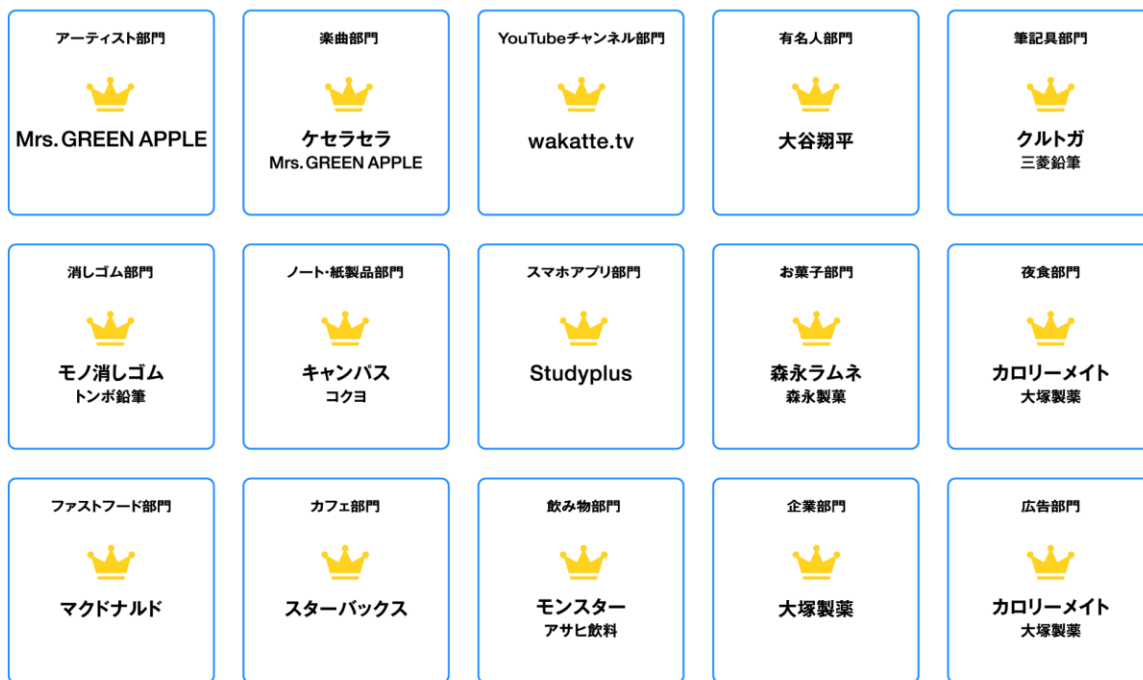 アーティスト部門
Mrs. GREEN APPLE
楽曲部門
ケセラセラ
Mrs. GREEN APPLE
YouTubeチャンネル部門
wakatte.tv
有名人部門
大谷翔平
筆記具部門
クルトガ
三菱鉛筆
消しゴム部門
モノ消しゴム
トンボ鉛筆
ノート・紙製品部門
キャンパス
コクヨ
スマホアプリ部門
Studyplus
お菓子部門
森永ラムネ
森永製菓
夜食部門
カロリーメイト
大塚製薬
ファストフード部門
マクドナルド
カフェ部門
スターバックス
飲み物部門
モンスター
アサヒ飲料
企業部門
大塚製薬
広告部門
カロリーメイト
大塚製薬